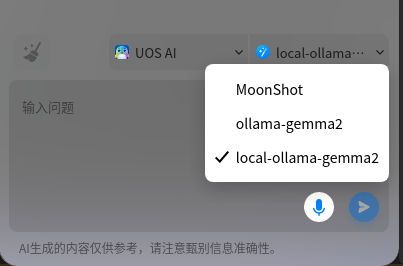 UOS AI
local-ollama···
MoonShot
输入问题
ollama-gemma2
local-ollama-gemma2
AI生成的内容仅供参考，请注意甄别信息准确性。